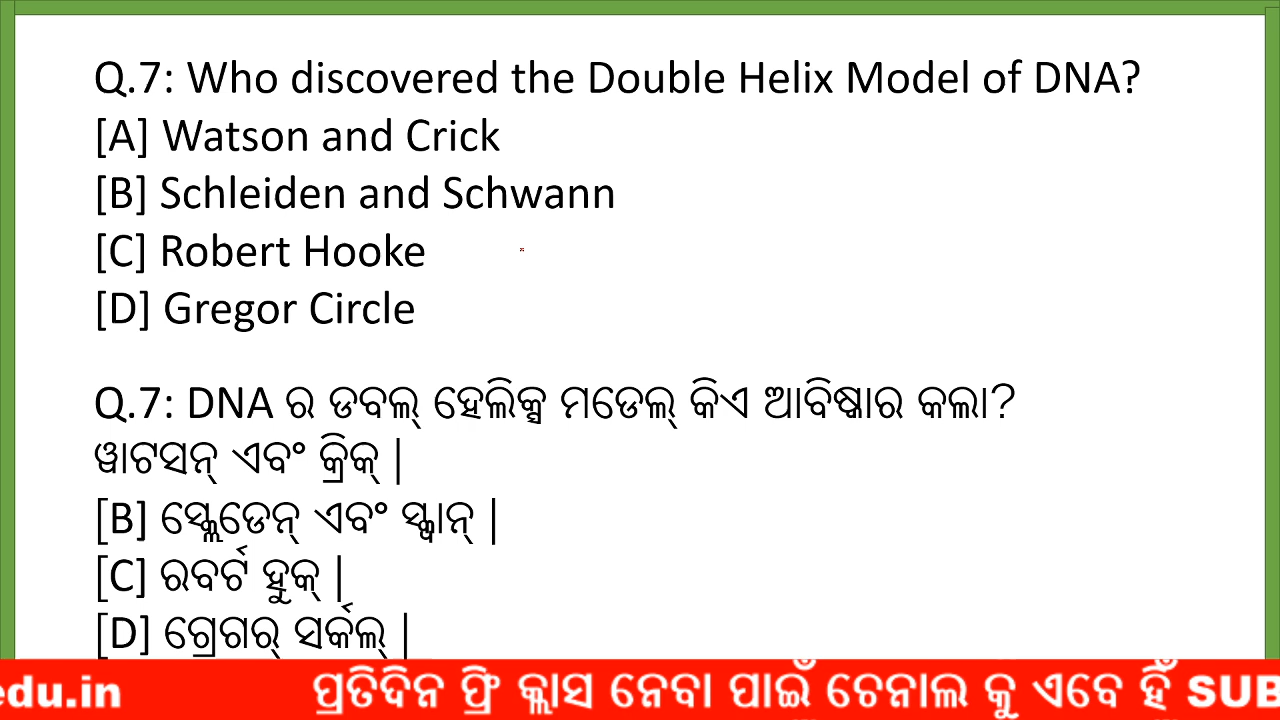 Q.7: Who discovered the Double Helix Model of DNA?
[A] Watson and Crick
[B] Schleiden and Schwann
[C] Robert Hooke
[D] Gregor Circle
Q.7: DNA ର ଡବଲ୍ ହେଲିକ୍ସ ମଡେଲ୍ କିଏ ଆବିଷ୍କାର କଲା?
ୱାଟସନ୍ ଏବଂ କ୍ରିକ୍ |
[B] ସ୍କ୍ଲେଡେନ୍ ଏବଂ ସ୍ୱାନ୍ |
[C] ରବର୍ଟ ହୁକ୍ |
[D] ଗ୍ରେଗର୍ ସର୍କଲ୍ |
edu.in ପ୍ରତିଦିନ ଫ୍ରି କ୍ଲାସ ନେବା ପାଇଁ ଚେନାଲ କୁ ଏବେ ହିଁ SUB